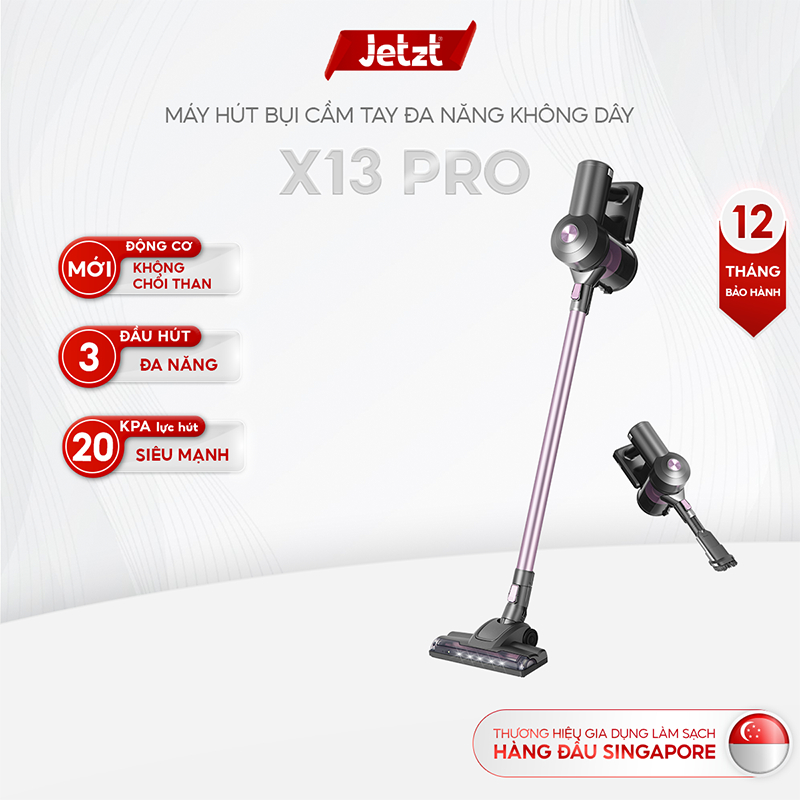 Jetzt
MÁY HÚT BỤI CẦM TAY ĐA NĂNG KHÔNG DÂY
X13 PRO
MỚI
ĐỘNG CƠ
KHÔNG
CHỔI THAN
3
ĐẦU HÚT
ĐA NĂNG
20
KPA lực hút
SIÊU MẠNH
12
THÁNG
BẢO HÀNH
THƯƠNG HIỆU GIA DỤNG LÀM SẠCH
HÀNG ĐẦU SINGAPORE